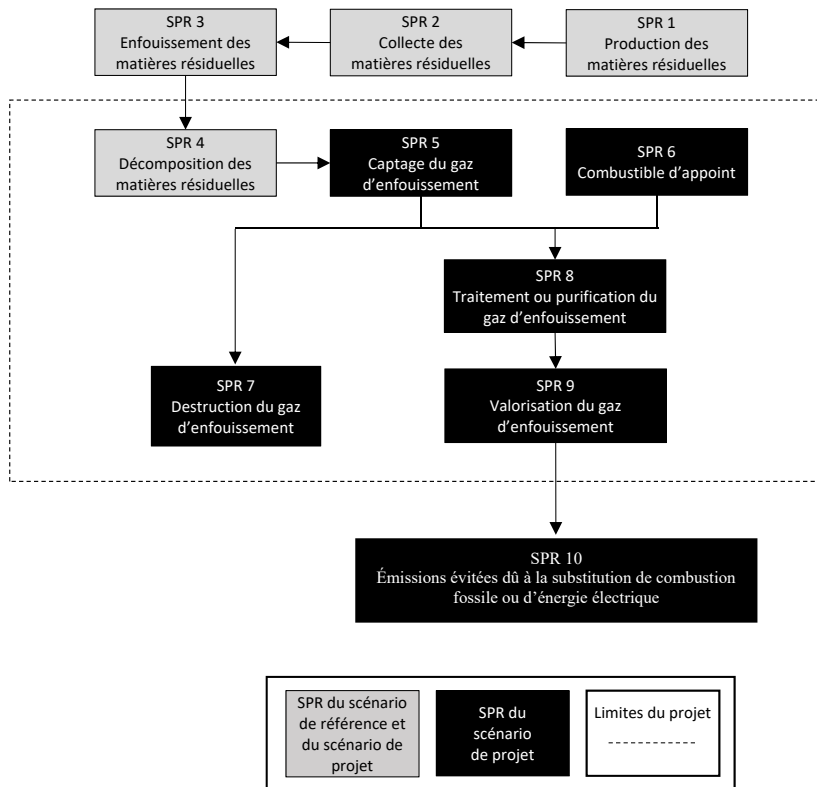 SPR 3
Enfouissement des
matières résiduelles
SPR 2
Collecte des
matières résiduelles
SPR 1
Production des
matières résiduelles
SPR 4
Décomposition des
matières résiduelles
SPR 5
Captage du gaz
d’enfouissement
SPR 6
Combustible d’appoint
SPR 8
Traitement ou purification du
gaz d’enfouissement
SPR 7
Destruction du gaz
d’enfouissement
SPR 9
Valorisation du gaz
d’enfouissement
SPR 10
Émissions évitées dû à la substitution de combustion
fossile ou d’énergie électrique
SPR du scénario
de référence et
du scénario de
projet
SPR du
scénario
de projet
Limites du projet